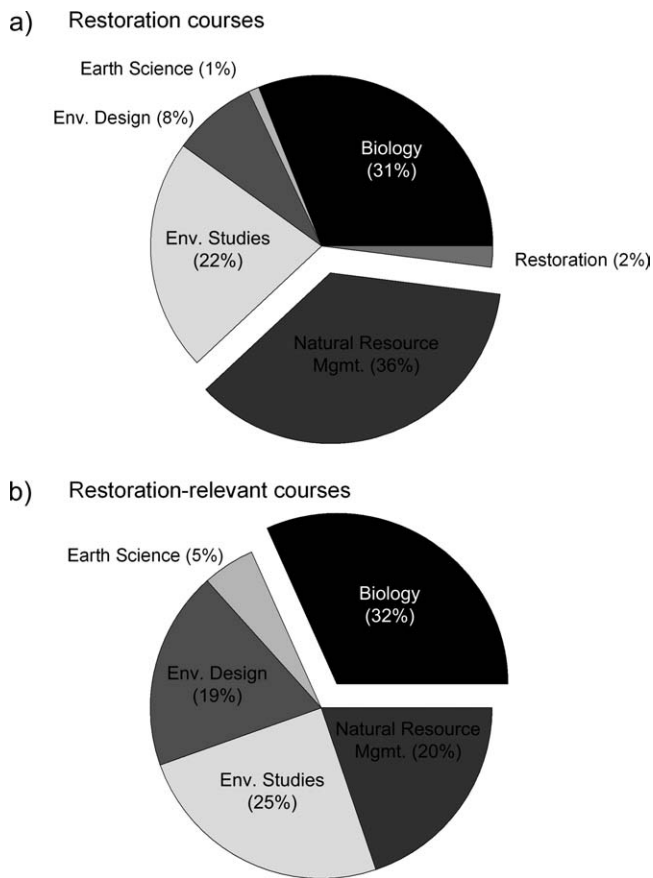 a) Restoration courses
Earth Science (1%)
Env. Design (8%)
Biology
(31%)
Env. Studies
(22%)
Restoration (2%)
Natural Resource
Mgmt. (36%)
b) Restoration-relevant courses
Earth Science (5%)
Biology
(32%)
Env. Design
(19%)
Natural Resource
Mgmt. (20%)
Env. Studies
(25%)